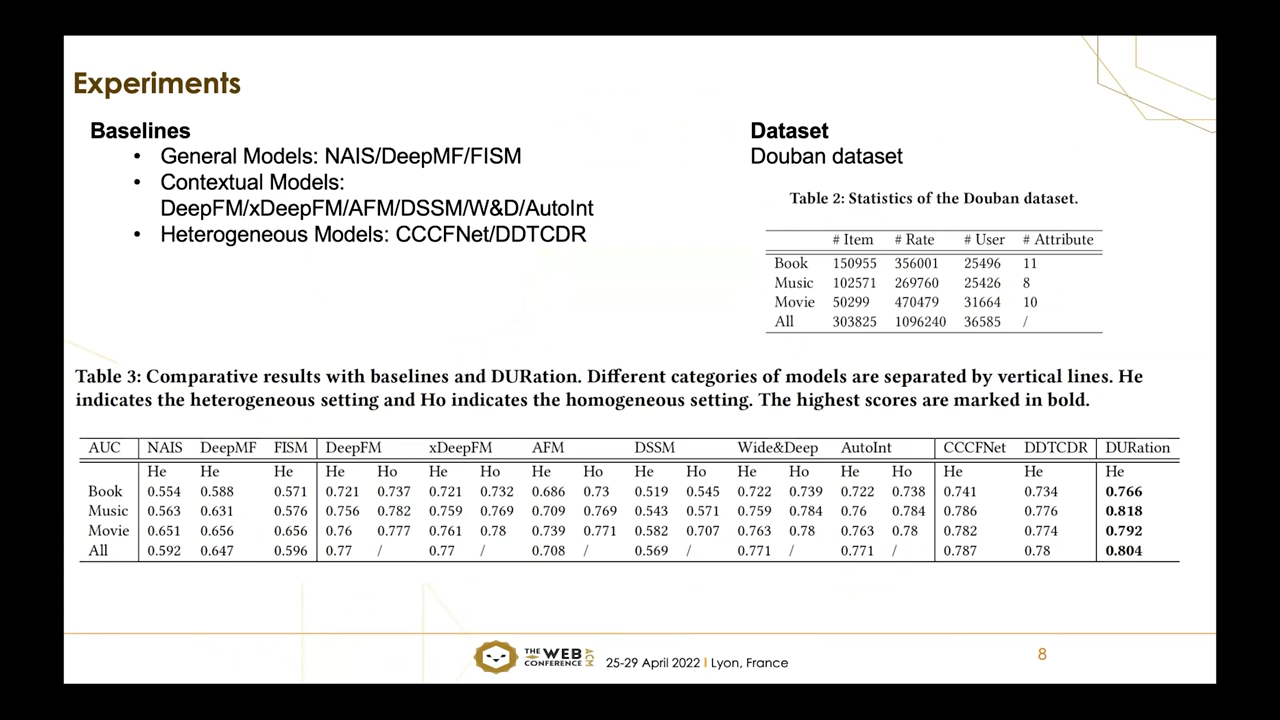 Experiments
Baselines
• General Models: NAIS/DeepMF/FISM
• Contextual Models:
DeepFM/xDeepFM/AFM/DSSM/W&D/AutoInt
• Heterogeneous Models: CCCFNet/DDTCDR
Dataset
Douban dataset
Table 2: Statistics of the Douban dataset.
# Item # Rate # User # Attribute
Book 150955 356001 25496 11
Music 102571 269760 25426 8
Movie 50299 470479 31664 10
All 303825 1096240 36585 /
Table 3: Comparative results with baselines and DURation. Different categories of models are separated by vertical lines. He
indicates the heterogeneous setting and Ho indicates the homogeneous setting. The highest scores are marked in bold.
AUC NAIS DeepMF FISM DeepFM xDeepFM AFM DSSM Wide&Deep AutoInt CCCFNet DDTCDR DURation
He He He He Ho He Ho He Ho He Ho He Ho He Ho He He He
Book 0.554 0.588 0.571 0.721 0.737 0.721 0.732 0.686 0.73 0.519 0.545 0.722 0.739 0.722 0.738 0.741 0.734 0.766
Music 0.563 0.631 0.576 0.756 0.782 0.759 0.769 0.709 0.769 0.543 0.571 0.759 0.784 0.76 0.784 0.786 0.776 0.818
Movie 0.651 0.656 0.656 0.76 0.777 0.761 0.78 0.739 0.771 0.582 0.707 0.763 0.78 0.763 0.78 0.782 0.774 0.792
All 0.592 0.647 0.596 0.77 / 0.77 / 0.708 / 0.569 / 0.771 / 0.771 / 0.787 0.78 0.804
THE WEB
CONFERENCE
ACM
25-29 April 2022 | Lyon, France
8